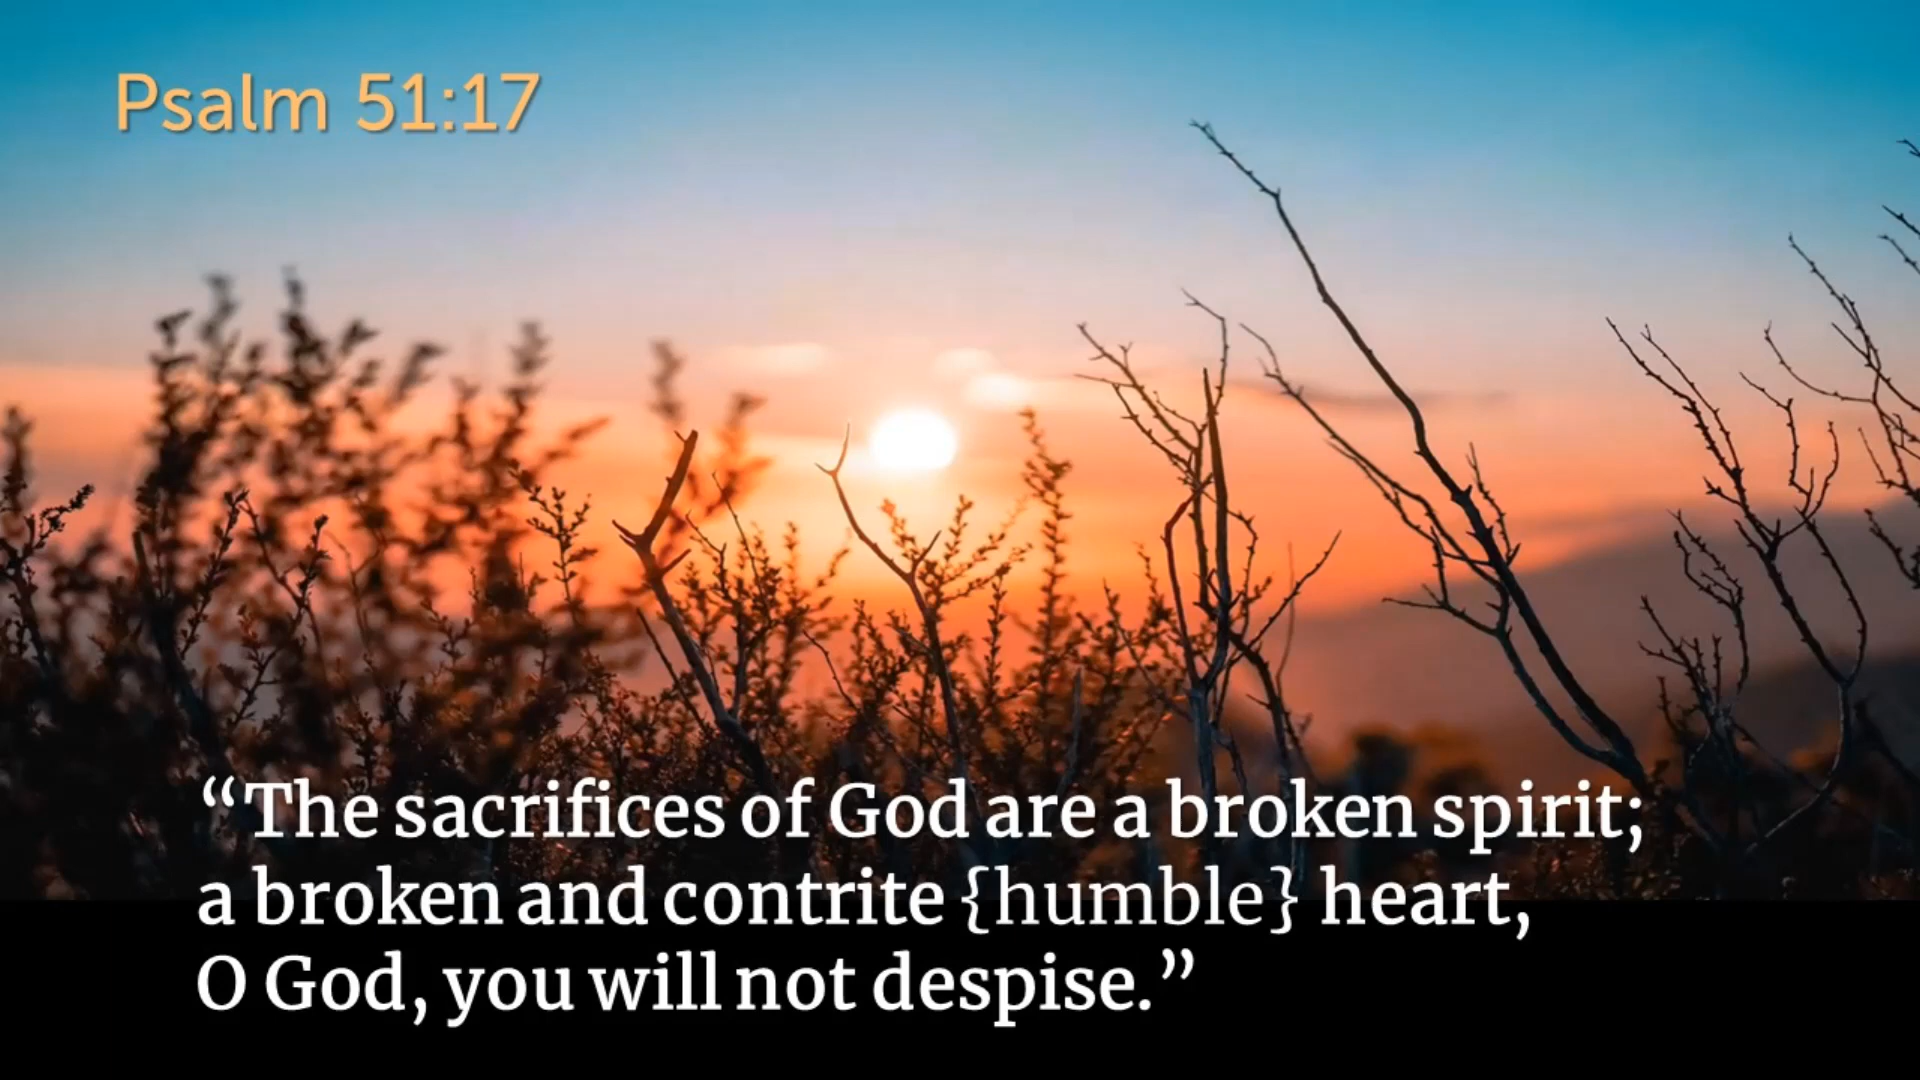 Psalm 51:17
“The sacrifices of God are a broken spirit;
a broken and contrite {humble} heart,
O God, you will not despise.”